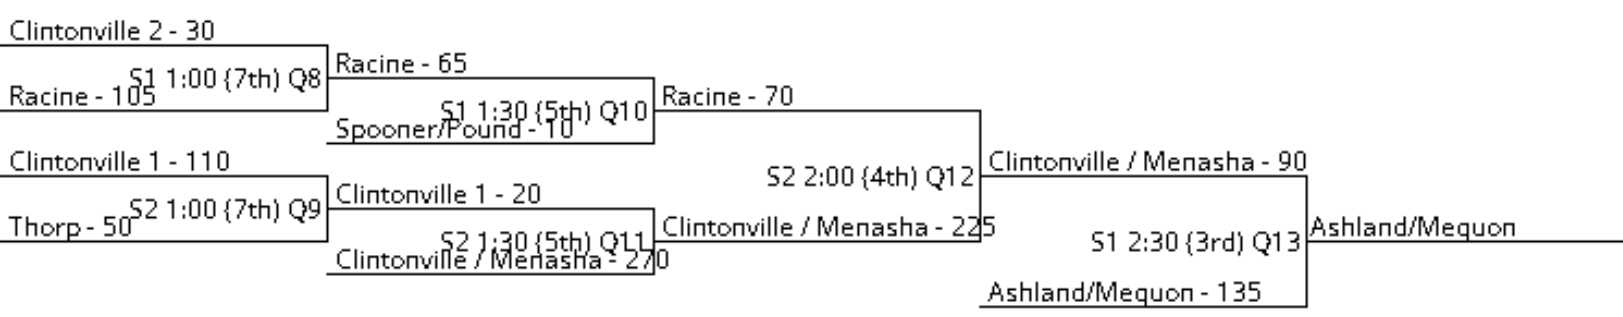 Clintonville 2 - 30
S1 1:00 (7th) Q8
Racine - 105
Racine - 65
S1 1:30 (5th) Q10
Spooner/Pound - 10
Racine - 70
Clintonville 1 - 110
S2 1:00 (7th) Q9
Thorp - 50
Clintonville 1 - 20
S2 1:30 (5th) Q11
Clintonville / Menasha - 270
Clintonville / Menasha - 225
S2 2:00 (4th) Q12
Clintonville / Menasha - 90
S1 2:30 (3rd) Q13
Ashland/Mequon - 135
Ashland/Mequon